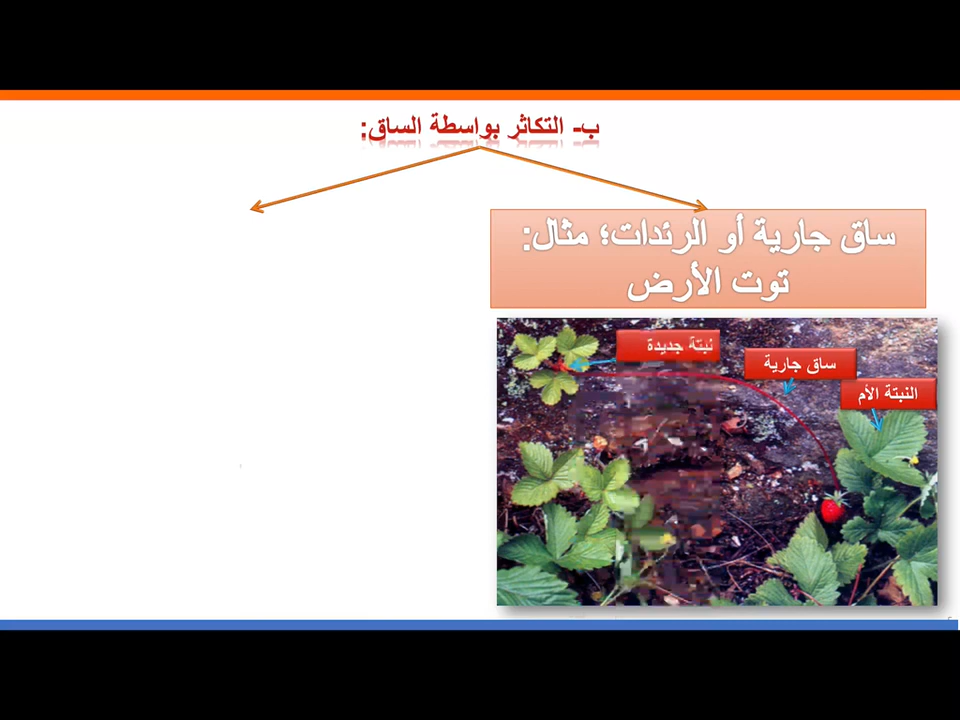 ب- التكاثر بواسطة الساق:
ساق جارية أو الرئدات؛ مثال:
توت الأرض
نبتة جديدة
ساق جارية
النبتة الأم